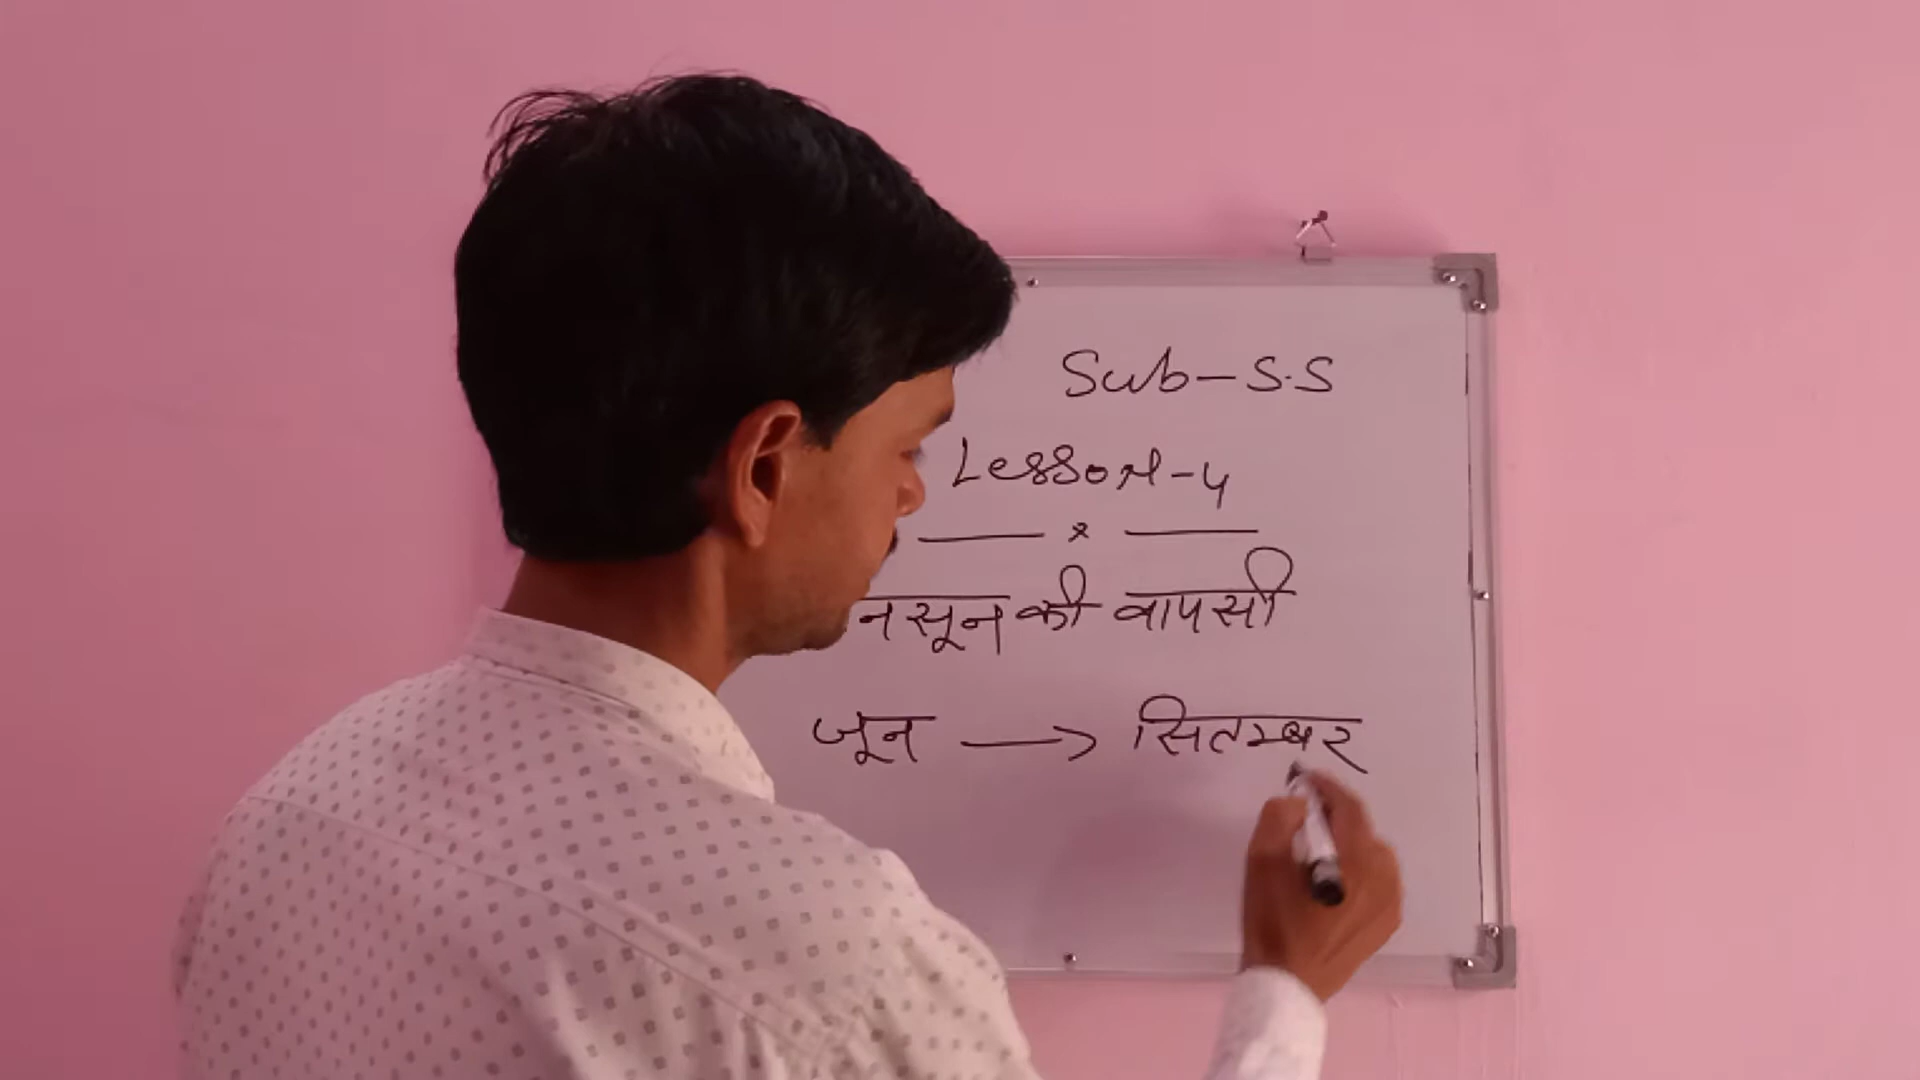 Sub-S.S
Lesson-4
नसून की वापसी
जून → सितम्बर